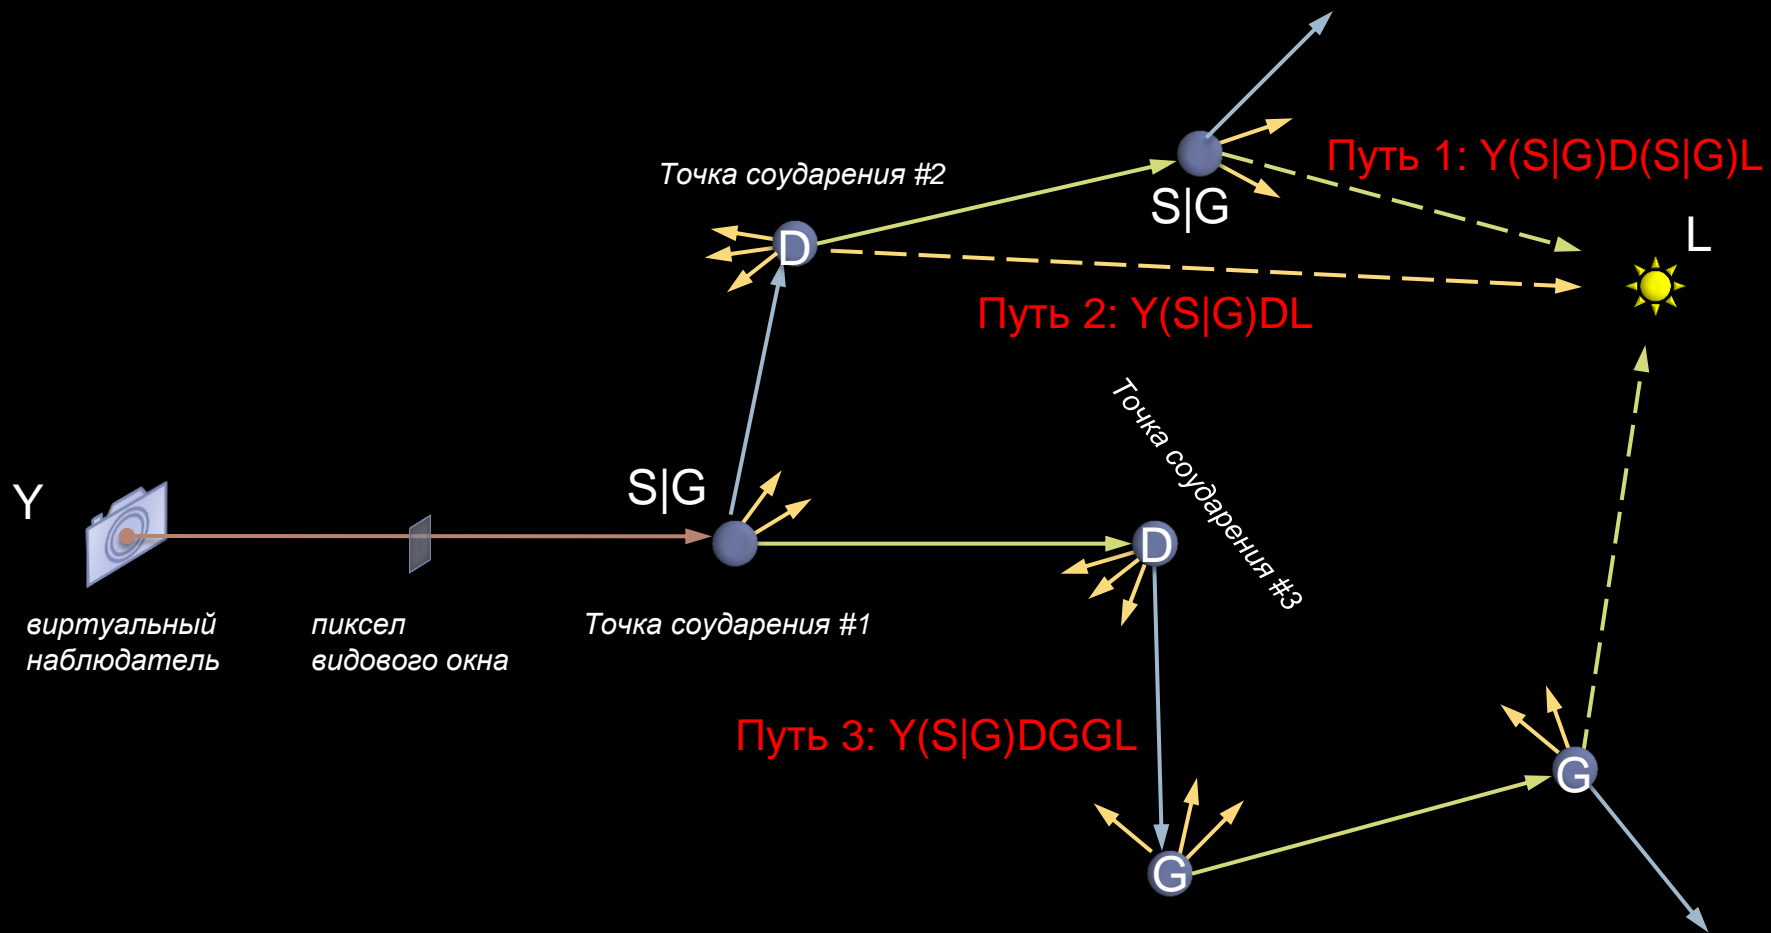 Точка соударения #2
D
S|G
Путь 1: Y(S|G)D(S|G)L
L
Путь 2: Y(S|G)DL
Точка соударения #3
Y
S|G
D
виртуальный
наблюдатель
пиксел
видового окна
Точка соударения #1
Путь 3: Y(S|G)DGGL
G
G